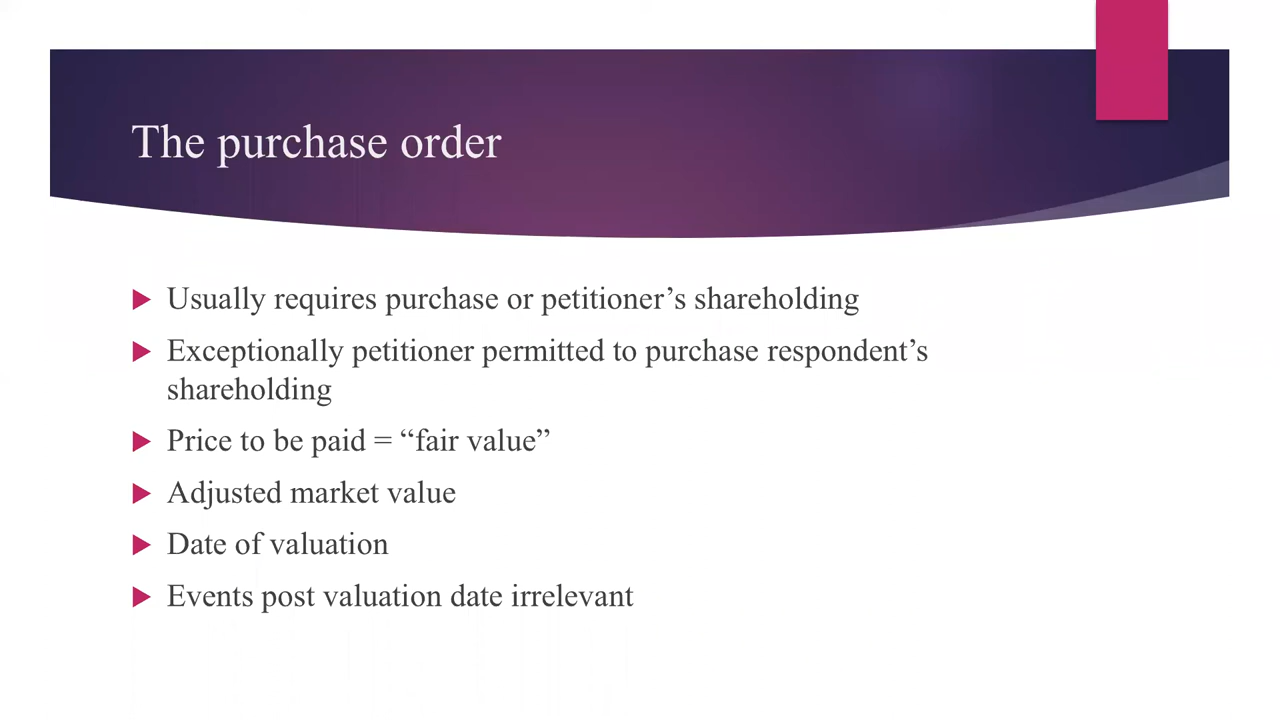 The purchase order
Usually requires purchase or petitioner’s shareholding
Exceptionally petitioner permitted to purchase respondent’s
shareholding
Price to be paid = “fair value”
Adjusted market value
Date of valuation
Events post valuation date irrelevant